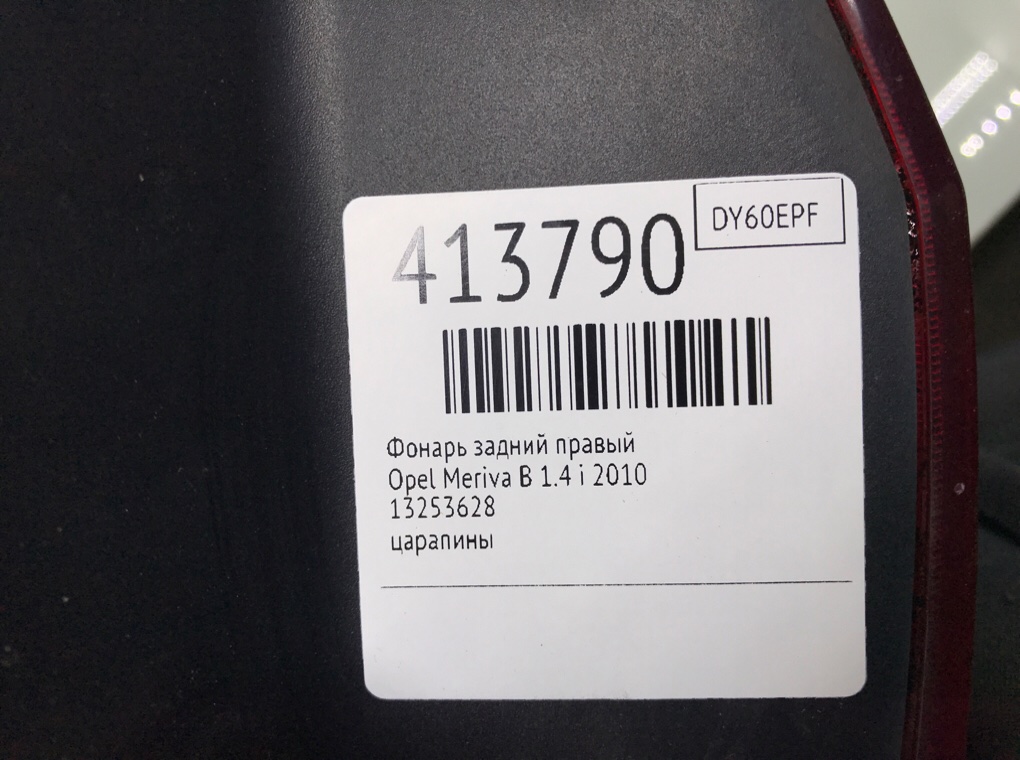 DY60EPF
413790
Фонарь задний правый
Opel Meriva B 1.4 i 2010
13253628
царапины